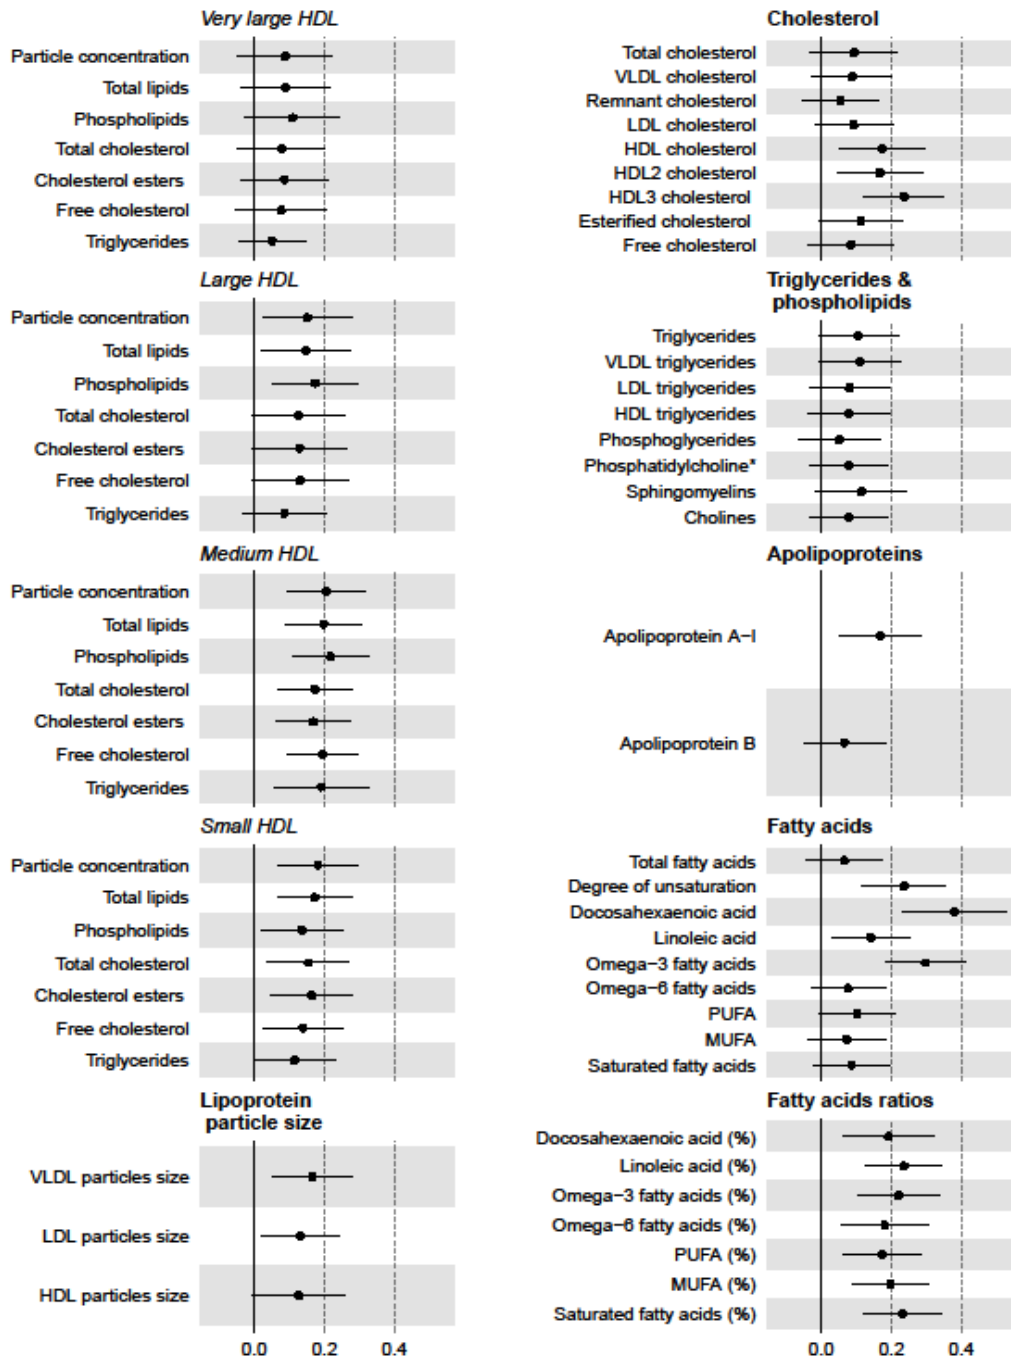 Very large HDL
Particle concentration
Total lipids
Phospholipids
Total cholesterol
Cholesterol esters
Free cholesterol
Triglycerides
Large HDL
Particle concentration
Total lipids
Phospholipids
Total cholesterol
Cholesterol esters
Free cholesterol
Triglycerides
Medium HDL
Particle concentration
Total lipids
Phospholipids
Total cholesterol
Cholesterol esters
Free cholesterol
Triglycerides
Small HDL
Particle concentration
Total lipids
Phospholipids
Total cholesterol
Cholesterol esters
Free cholesterol
Triglycerides
Lipoprotein
particle size
VLDL particles size
LDL particles size
HDL particles size
0.0 0.2 0.4
Cholesterol
Total cholesterol
VLDL cholesterol
Remnant cholesterol
LDL cholesterol
HDL cholesterol
HDL2 cholesterol
HDL3 cholesterol
Esterified cholesterol
Free cholesterol
Triglycerides &
phospholipids
Triglycerides
VLDL triglycerides
LDL triglycerides
HDL triglycerides
Phosphoglycerides
Phosphatidylcholine*
Sphingomyelins
Cholines
Apolipoproteins
Apolipoprotein A−I
Apolipoprotein B
Fatty acids
Total fatty acids
Degree of unsaturation
Docosahexaenoic acid
Linoleic acid
Omega−3 fatty acids
Omega−6 fatty acids
PUFA
MUFA
Saturated fatty acids
Fatty acids ratios
Docosahexaenoic acid (%)
Linoleic acid (%)
Omega−3 fatty acids (%)
Omega−6 fatty acids (%)
PUFA (%)
MUFA (%)
Saturated fatty acids (%)
0.0 0.2 0.4